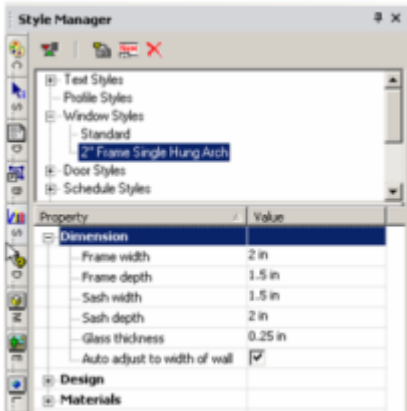 Style Manager
Text Styles
Profile Styles
Window Styles
Standard
2" Frame Single Hung Arch
Door Styles
Schedule Styles
Property Value
Dimension
Frame width 2 in
Frame depth 1.5 in
Sash width 1.5 in
Sash depth 2 in
Glass thickness 0.25 in
Auto adjust to width of wall
Design
Materials